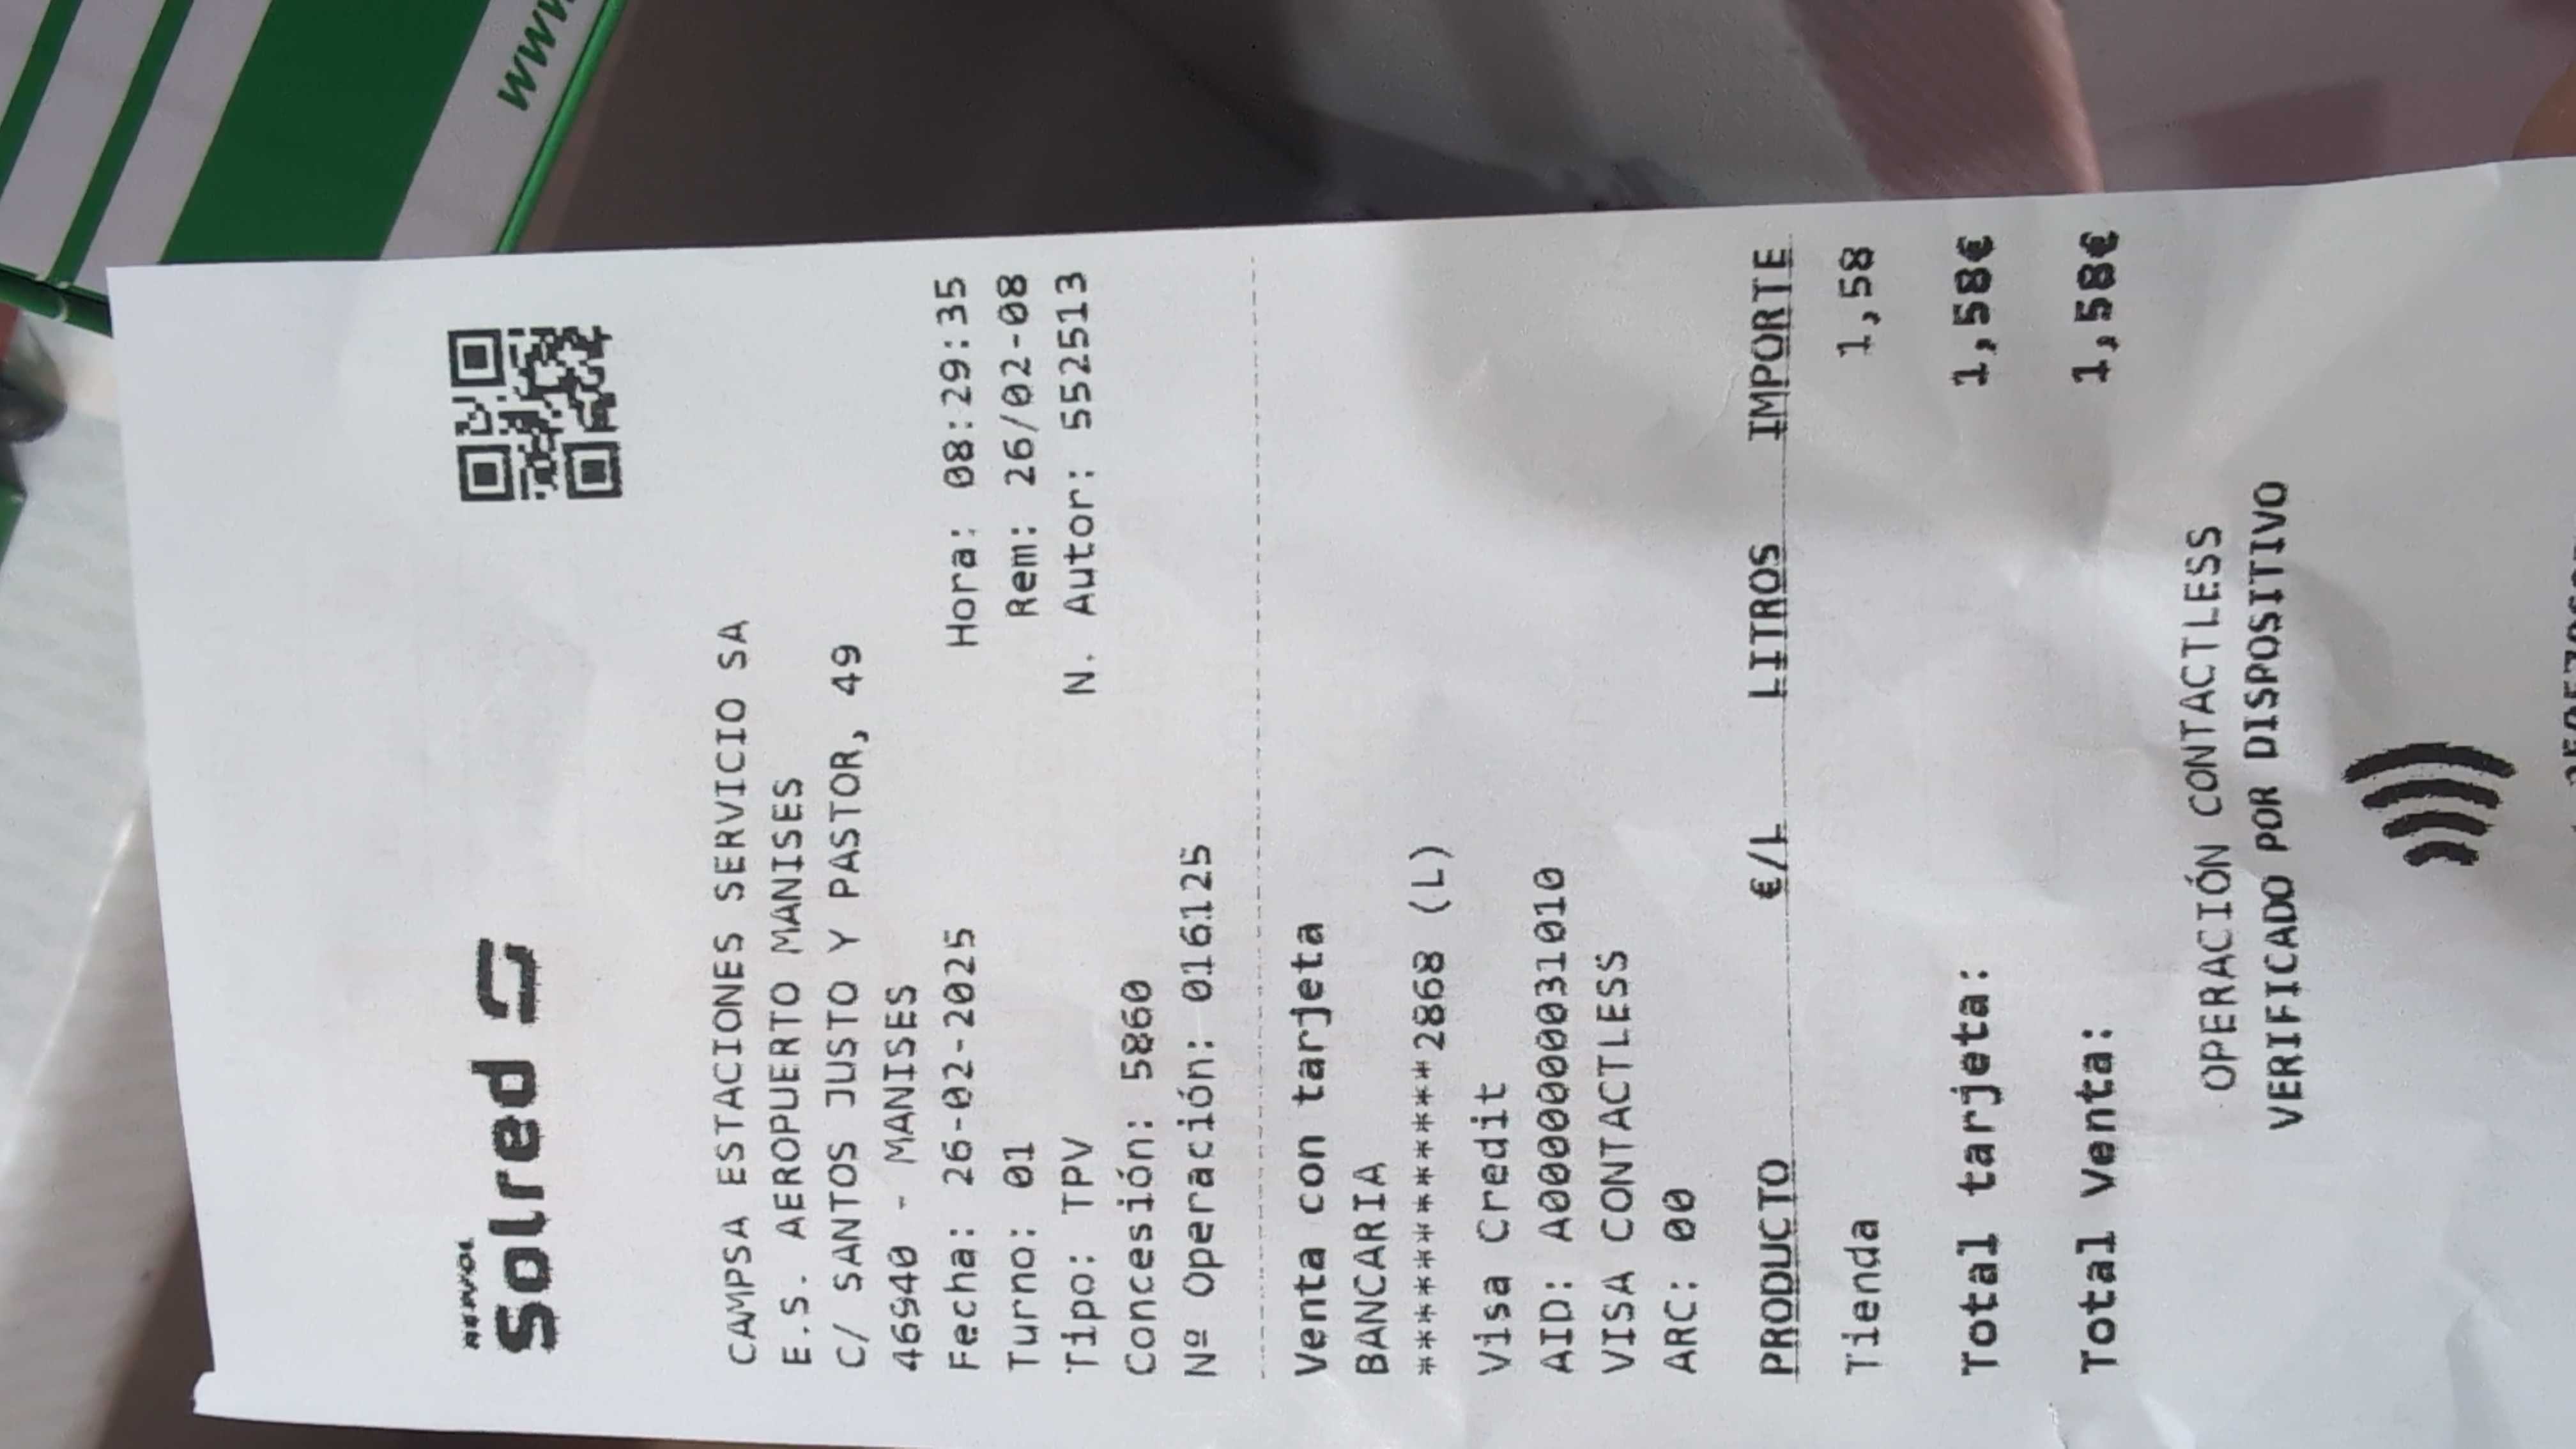 REPSOL
Solred
www
CAMPSA ESTACIONES SERVICIO SA
E.S. AEROPUERTO MANISES
C/ SANTOS JUSTO Y PASTOR, 49
46940 - MANISES
Fecha: 26-02-2025 Hora: 08:29:35
Turno: 01 Rem: 26/02-08
Tipo: TPV N. Autor: 552513
Concesión: 5860
Nº Operación: 016125
Venta con tarjeta
BANCARIA
************2868 (L)
Visa Credit
AID: A0000000031010
VISA CONTACTLESS
ARC: 00
PRODUCTO €/L LITROS IMPORTE
Tienda 1,58
Total tarjeta: 1,58€
Total Venta: 1,58€
OPERACIÓN CONTACTLESS
VERIFICADO POR DISPOSITIVO